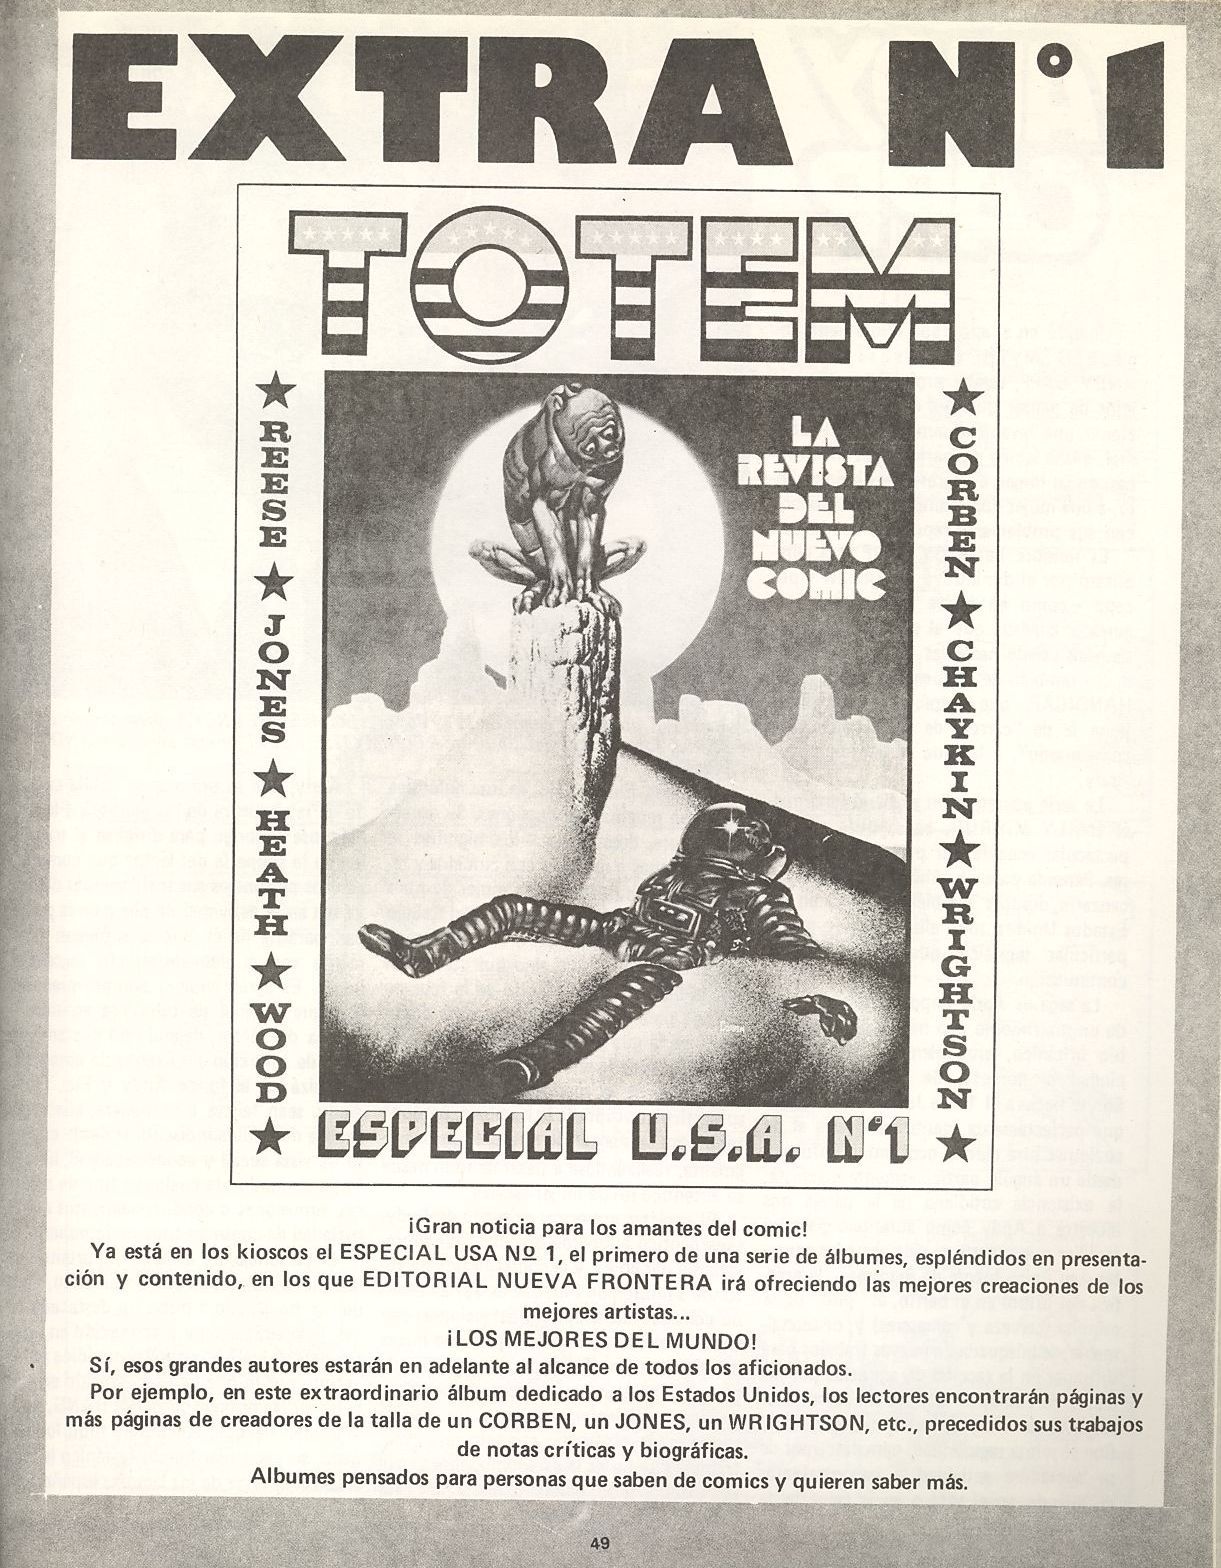 EXTRA Nº 1
TOTEM
★ REESE ★ JONES ★ HEATH ★ WOOD ★
LA
REVISTA
DEL
NUEVO
COMIC
★ CORBEN ★ CHAYKIN ★ WRIGHTSON ★
ESPECIAL U.S.A. Nº1
¡Gran noticia para los amantes del comic!
Ya está en los kioscos el ESPECIAL USA Nº 1, el primero de una serie de álbumes, espléndidos en presenta-
ción y contenido, en los que EDITORIAL NUEVA FRONTERA irá ofreciendo las mejores creaciones de los
mejores artistas...
¡LOS MEJORES DEL MUNDO!
Sí, esos grandes autores estarán en adelante al alcance de todos los aficionados.
Por ejemplo, en este extraordinario álbum dedicado a los Estados Unidos, los lectores encontrarán páginas y
más páginas de creadores de la talla de un CORBEN, un JONES, un WRIGHTSON, etc., precedidos sus trabajos
de notas críticas y biográficas.
Albumes pensados para personas que saben de comics y quieren saber más.
49